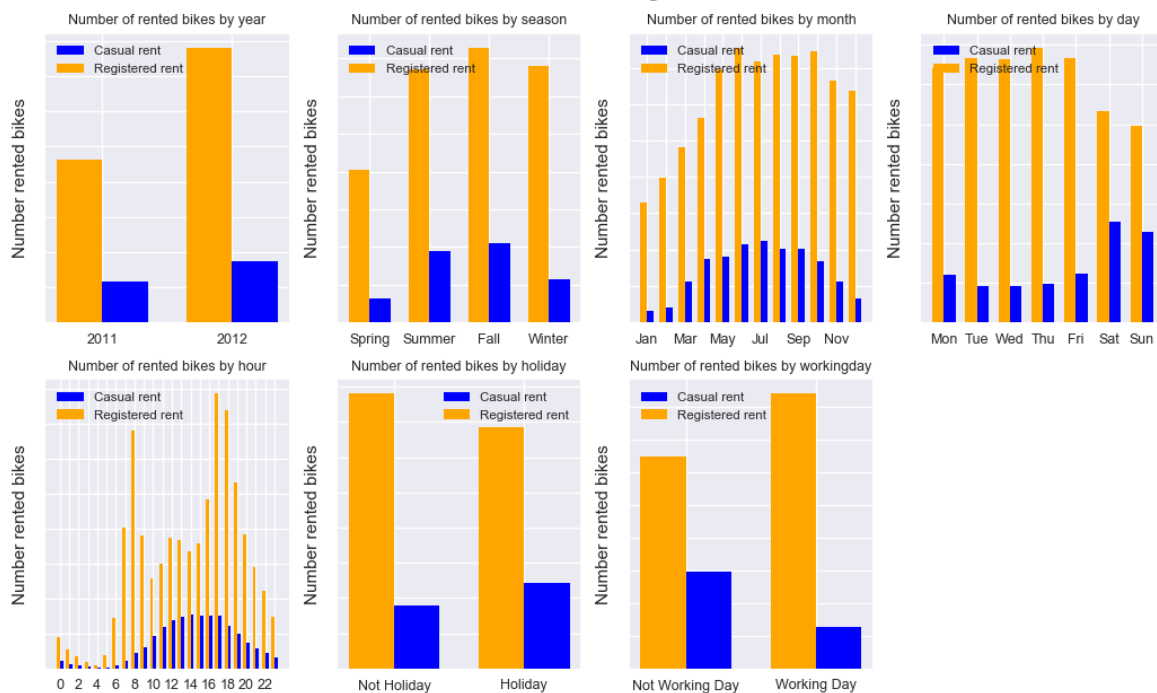 Number of rented bikes by year
Casual rent
Registered rent
Number rented bikes
2011 2012
Number of rented bikes by season
Casual rent
Registered rent
Number rented bikes
Spring Summer Fall Winter
Number of rented bikes by month
Casual rent
Registered rent
Number rented bikes
Jan Mar May Jul Sep Nov
Number of rented bikes by day
Casual rent
Registered rent
Number rented bikes
Mon Tue Wed Thu Fri Sat Sun
Number of rented bikes by hour
Casual rent
Registered rent
Number rented bikes
0 2 4 6 8 10 12 14 16 18 20 22
Number of rented bikes by holiday
Casual rent
Registered rent
Number rented bikes
Not Holiday Holiday
Number of rented bikes by workingday
Casual rent
Registered rent
Number rented bikes
Not Working Day Working Day